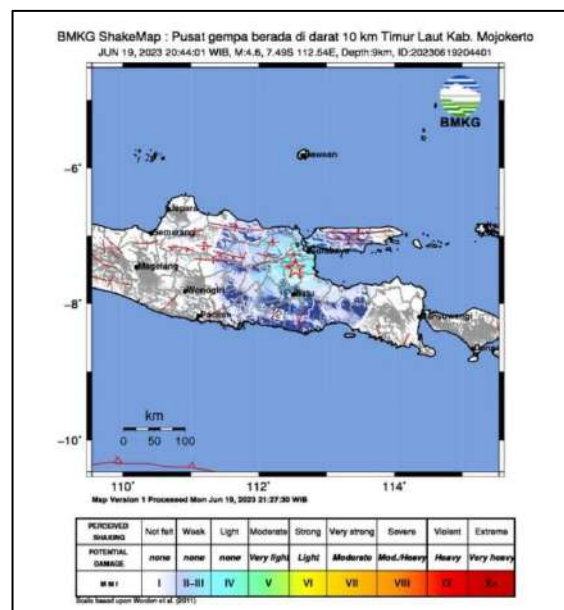 BMKG ShakeMap : Pusat gempa berada di darat 10 km Timur Laut Kab. Mojokerto
JUN 19, 2023 20:44:01 WIB, M:4.6, 7.49S 112.54E, Depth:9km, ID:20230619204401
BMKG
-6°
Bawean
Jepara
Semarang
Surabaya
Magelang
Wonogiri
Batu
-8°
Pacitan
Banyuwangi
km
0 50 100
-10°
110° 112° 114°
Map Version 1 Processed Mon Jun 19, 2023 21:27:30 WIB
PERCEIVED SHAKING Not felt Weak Light Moderate Strong Very strong Severe Violent Extreme
POTENTIAL DAMAGE none none none Very light Light Moderate Mod./Heavy Heavy Very heavy
MMI I II-III IV V VI VII VIII IX X+
Scale based upon Worden et al. (2011)